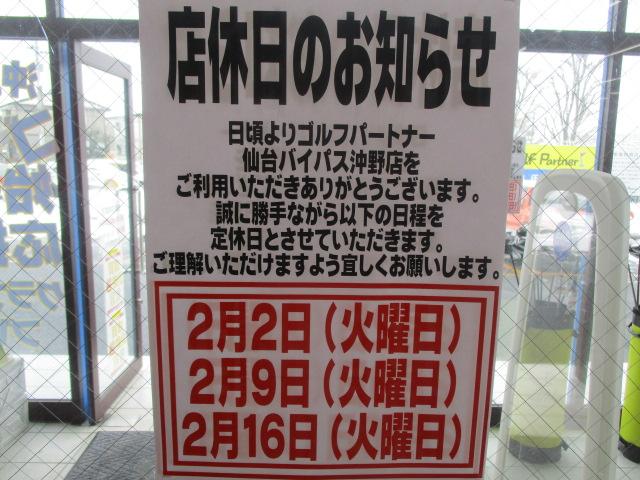 店休日のお知らせ
日頃よりゴルフパートナー
仙台バイパス沖野店を
ご利用いただきありがとうございます。
誠に勝手ながら以下の日程を
定休日とさせていただきます。
ご理解いただけますよう宜しくお願いします。
2月2日（火曜日）
2月9日（火曜日）
2月16日（火曜日）
Partner